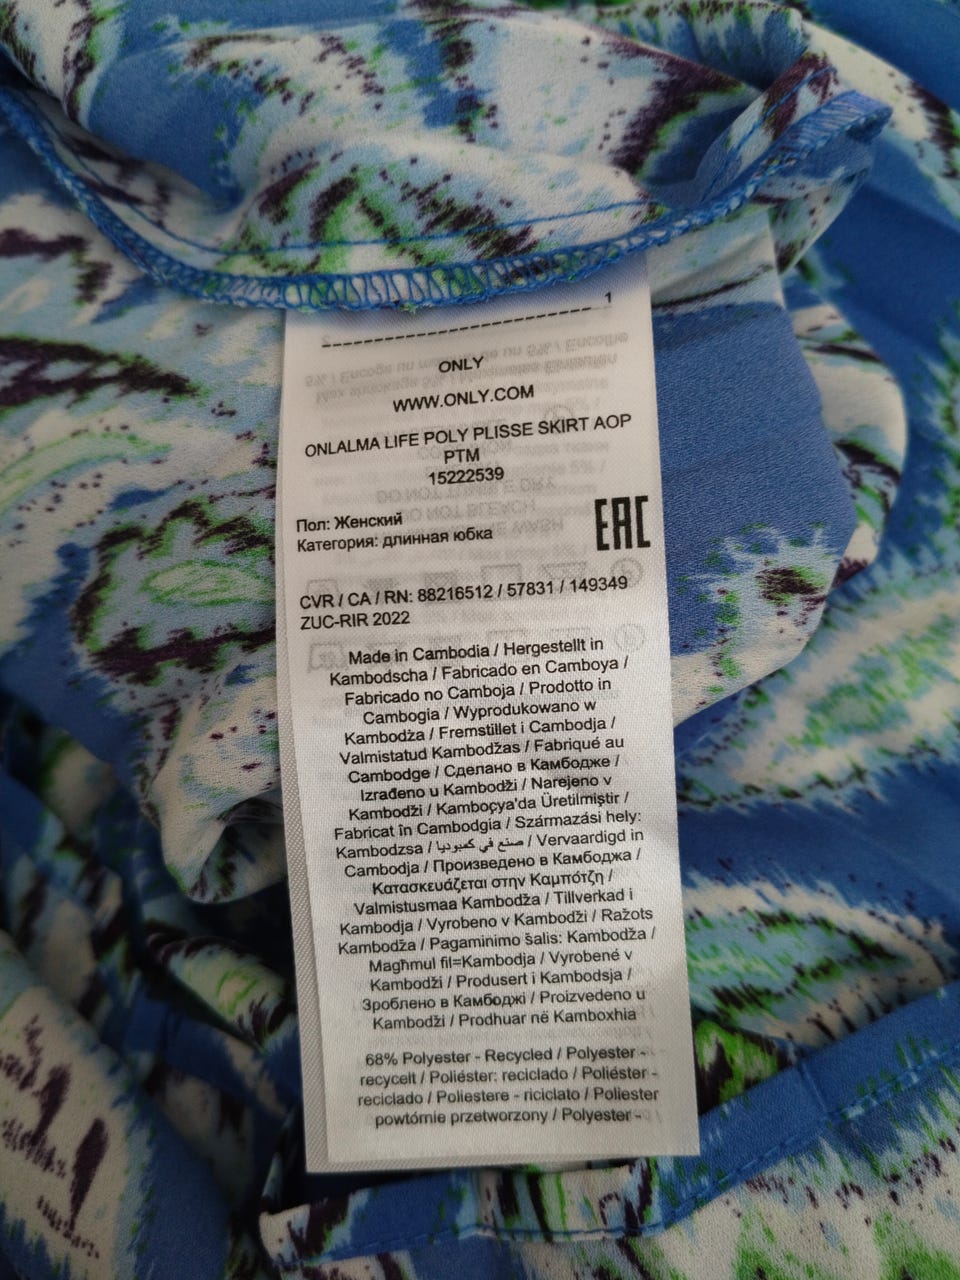 1
ONLY
WWW.ONLY.COM
ONLALMA LIFE POLY PLISSE SKIRT AOP
PTM
15222539
Пол: Женский
Категория: длинная юбка
EAC
CVR / CA / RN: 88216512 / 57831 / 149349
ZUC-RIR 2022
Made in Cambodia / Hergestellt in
Kambodscha / Fabricado en Camboya /
Fabricado no Camboja / Prodotto in
Cambogia / Wyprodukowano w
Kambodża / Fremstillet i Cambodja /
Valmistatud Kambodžas / Fabriqué au
Cambodge / Сделано в Камбодже /
Izrađeno u Kambodži / Narejeno v
Kambodži / Kamboçya'da Üretilmiştir /
Fabricat în Cambodgia / Származási hely:
Kambodzsa / صنع في كمبوديا / Vervaardigd in
Cambodja / Произведено в Камбоджа /
Κατασκευάζεται στην Καμπότζη /
Valmistusmaa Kambodža / Tillverkad i
Kambodja / Vyrobeno v Kambodži / Ražots
Kambodža / Pagaminimo šalis: Kambodža /
Magħmul fil=Kambodja / Vyrobené v
Kambodži / Produsert i Kambodsja /
Зроблено в Камбоджі / Proizvedeno u
Kambodži / Prodhuar në Kamboxhia
68% Polyester - Recycled / Polyester -
recycelt / Poliéster: reciclado / Poliéster -
reciclado / Poliestere - riciclato / Poliester
powtórnie przetworzony / Polyester -